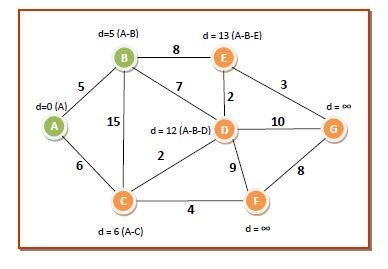 d=5 (A-B)
8
d = 13 (A-B-E)
B
E
5
7
3
2
d=0 (A)
d = ∞
A
15
d = 12 (A-B-D)
D
10
G
2
6
9
8
C
4
F
d = 6 (A-C)
d = ∞